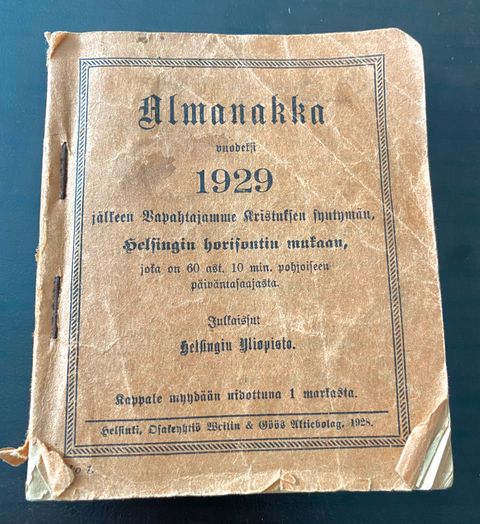 Almanakka
vuodeksi
1929
jälkeen Vapahtajamme Kristuksen syntymän,
Helsingin horisontin mukaan,
joka on 60 ast. 10 min. pohjoiseen
päiväntasaajasta.
Julkaissut
Helsingin Yliopisto.
Kappale myydään nidottuna 1 markasta.
Helsinki, Osakeyhtiö Weilin & Göös Aktiebolag. 1928.